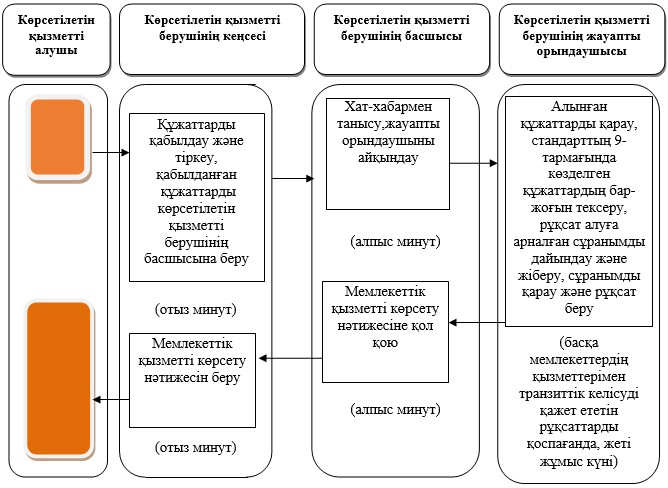 Көрсетілетін
қызметті
алушы
Көрсетілетін қызметті
берушінің кеңсесі
Көрсетілетін қызметті
берушінің басшысы
Көрсетілетін қызметті
берушінің жауапты
орындаушысы
Құжаттарды
қабылдау және
тіркеу,
қабылданған
құжаттарды
көрсетілетін
қызметті
берушінің
басшысына беру
(отыз минут)
Мемлекеттік
қызметті көрсету
нәтижесін беру
(отыз минут)
Хат-хабармен
танысу,жауапты
орындаушыны
айқындау
(алпыс минут)
Мемлекеттік
қызметті көрсету
нәтижесіне қол
қою
(алпыс минут)
Алынған
құжаттарды қарау,
стандарттың 9-
тармағында
көзделген
құжаттардың бар-
жоғын тексеру,
рұқсат алуға
арналған сұранымды
дайындау және
жіберу, сұранымды
қарау және рұқсат
беру
(басқа
мемлекеттердің
қызметтерімен
транзиттік келісуді
қажет ететін
рұқсаттарды
қоспағанда, жеті
жұмыс күні)